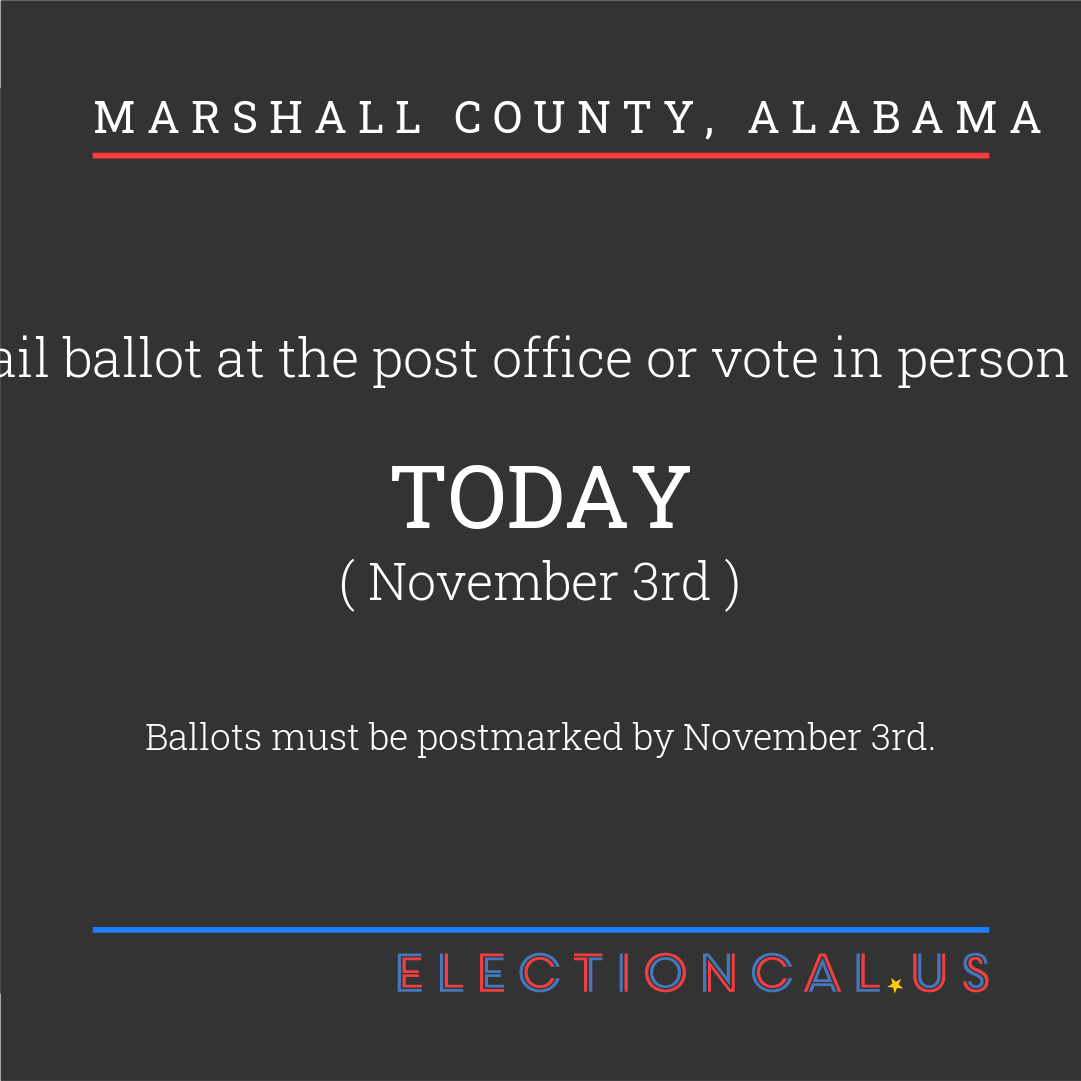 MARSHALL COUNTY, ALABAMA
ail ballot at the post office or vote in person
TODAY
( November 3rd )
Ballots must be postmarked by November 3rd.
ELECTIONCAL.US